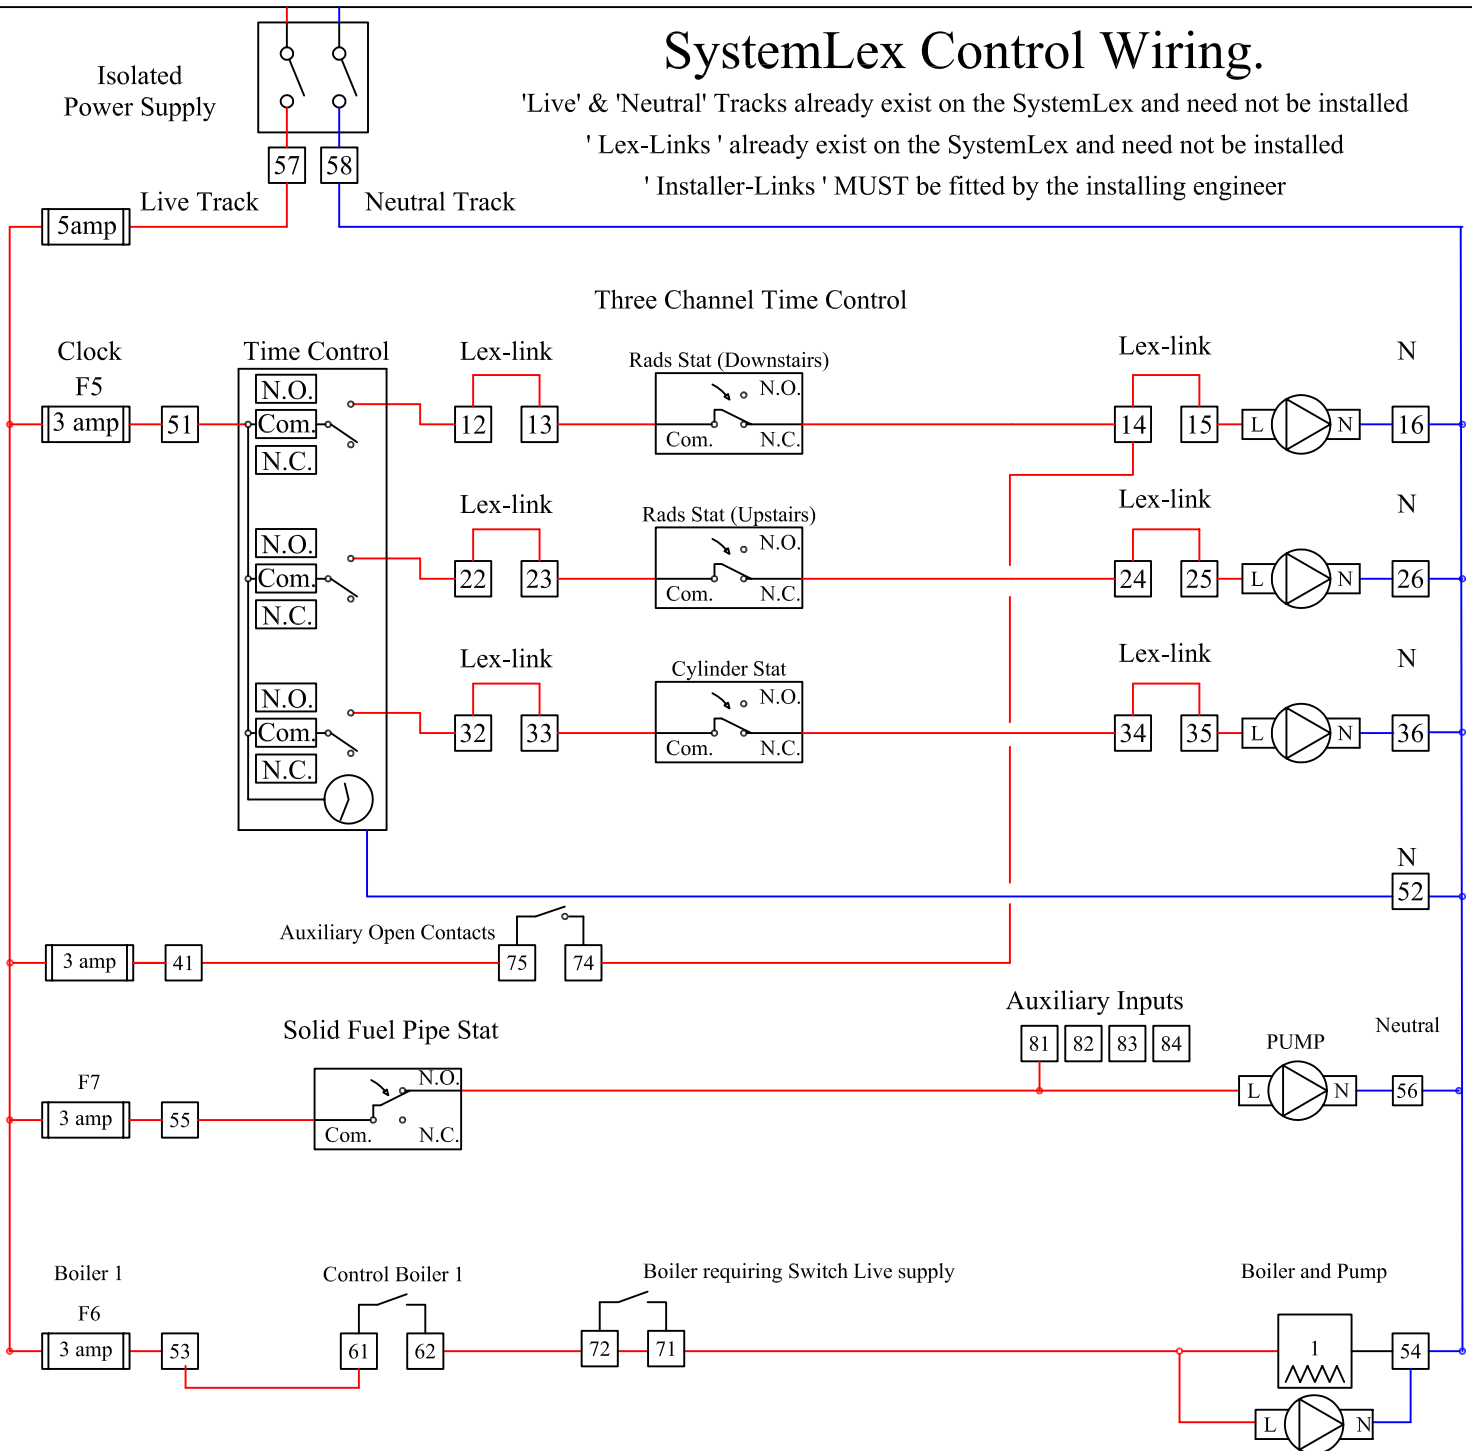 SystemLex Control Wiring.
Isolated
Power Supply
'Live' & 'Neutral' Tracks already exist on the SystemLex and need not be installed
' Lex-Links ' already exist on the SystemLex and need not be installed
' Installer-Links ' MUST be fitted by the installing engineer
57 58
Live Track Neutral Track
5amp
Three Channel Time Control
Clock Time Control Lex-link Rads Stat (Downstairs) Lex-link N
F5
N.O. N.O.
3 amp 51 Com. 12 13 14 15 L N 16
Com. N.C.
N.C.
Lex-link Rads Stat (Upstairs) Lex-link N
N.O. N.O.
Com. 22 23 24 25 L N 26
Com. N.C.
N.C.
Lex-link Cylinder Stat Lex-link N
N.O. N.O.
Com. 32 33 34 35 L N 36
Com. N.C.
N.C.
N
52
Auxiliary Open Contacts
3 amp 41 75 74
Auxiliary Inputs
Solid Fuel Pipe Stat
81 82 83 84 PUMP Neutral
F7 N.O. L N 56
3 amp 55
Com. N.C.
Boiler 1 Control Boiler 1 Boiler requiring Switch Live supply Boiler and Pump
F6
3 amp 53 61 62 72 71 1 54
L N